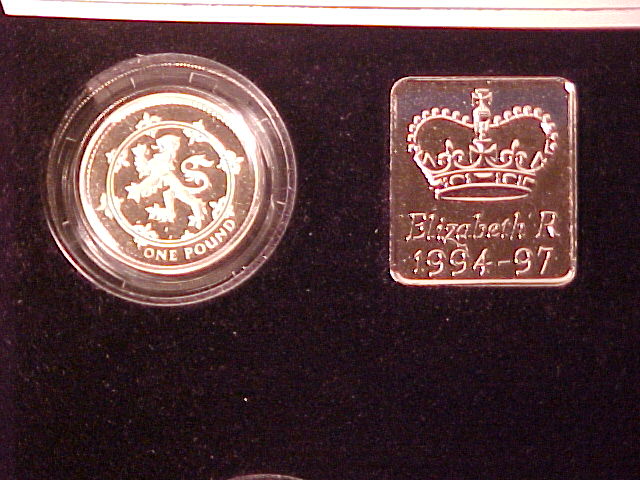 ONE POUND
Elizabeth R
1994-97